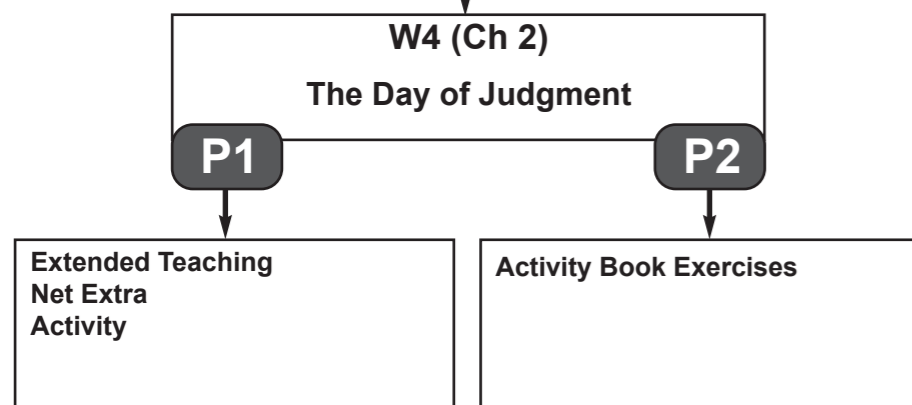 W4 (Ch 2)
The Day of Judgment
P1
P2
Extended Teaching
Net Extra
Activity
Activity Book Exercises